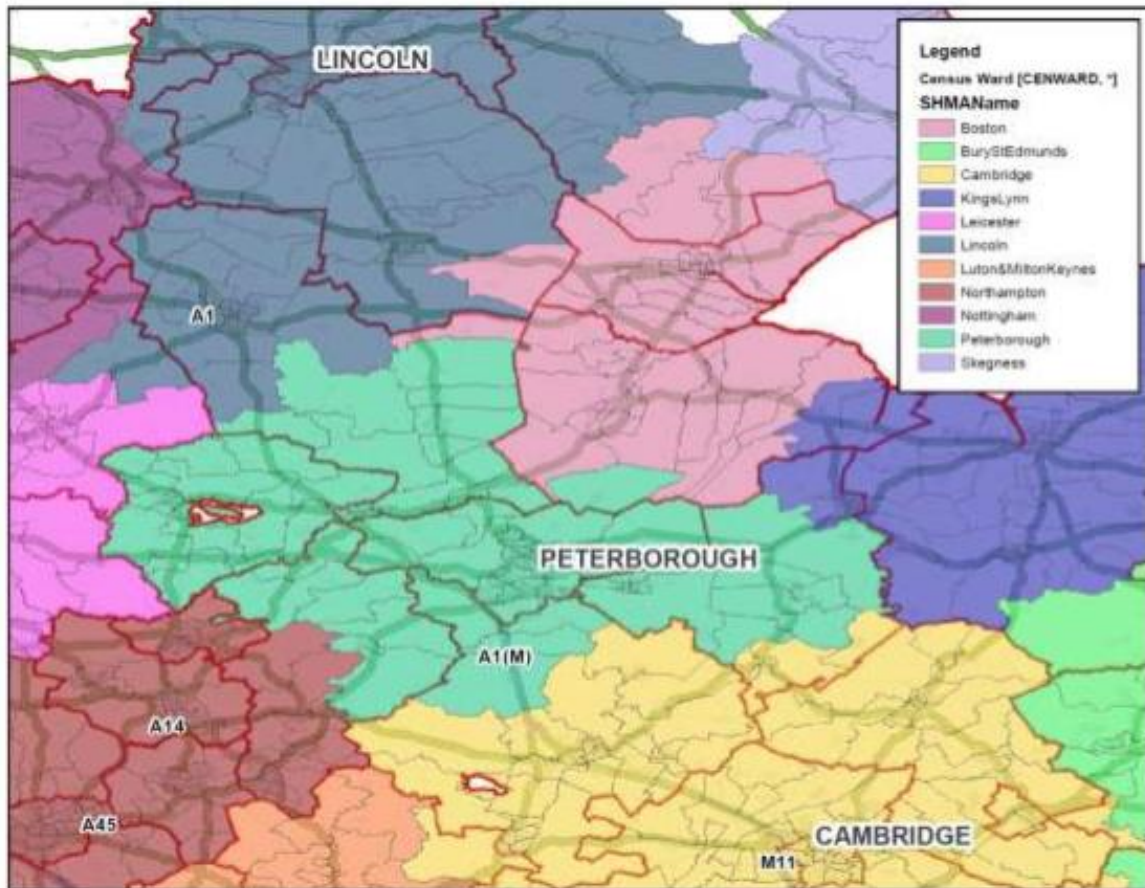 LINCOLN
Legend
Census Ward [CENWARD, *]
SHMAName
Boston
BuryStEdmunds
Cambridge
KingsLynn
Leicester
Lincoln
Luton&MiltonKeynes
Northampton
Nottingham
Peterborough
Skegness
A1
PETERBOROUGH
A1(M)
A14
A45
CAMBRIDGE
M11